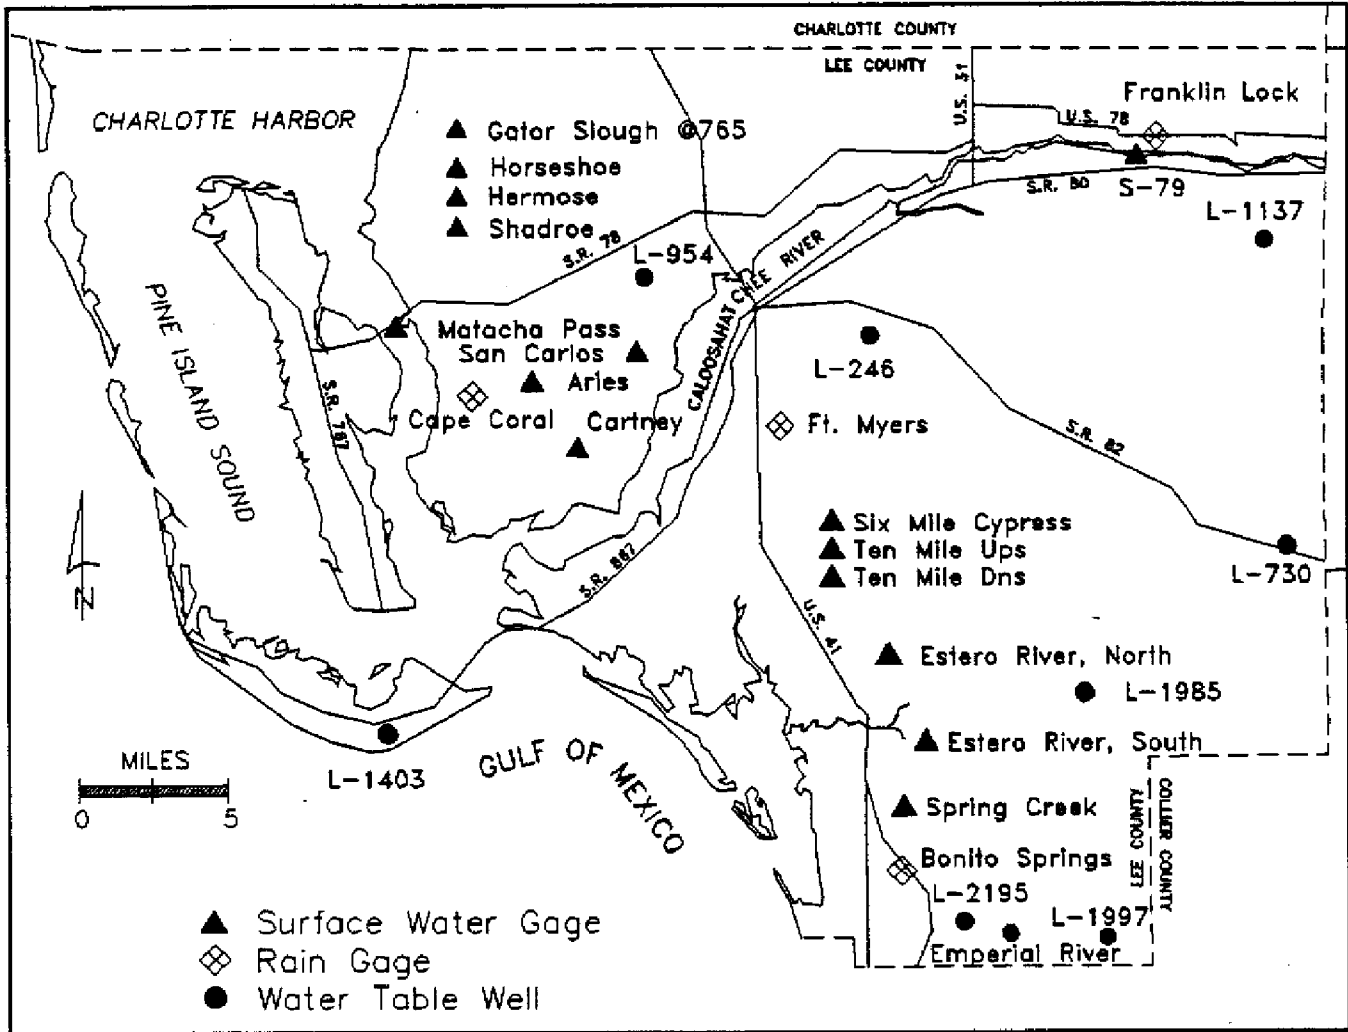 CHARLOTTE COUNTY
LEE COUNTY
U.S. 31
Franklin Lock
U.S. 78
CHARLOTTE HARBOR
Gator Slough @765
Horseshoe
Hermose
Shadroe
S.R. 80
S-79
L-1137
S.R. 78
L-954
CALOOSAHATCHEE RIVER
PINE ISLAND SOUND
Matacha Pass
San Carlos
Aries
L-246
S.R. 767
Cape Coral
Cartney
Ft. Myers
S.R. 82
Six Mile Cypress
Ten Mile Ups
Ten Mile Dns
L-730
S.R. 867
N
U.S. 41
Estero River, North
L-1985
Estero River, South
MILES
0 5
L-1403
GULF OF MEXICO
Spring Creek
LEE COUNTY
COLLIER COUNTY
Bonito Springs
L-2195
L-1997
Emperial River
Surface Water Gage
Rain Gage
Water Table Well